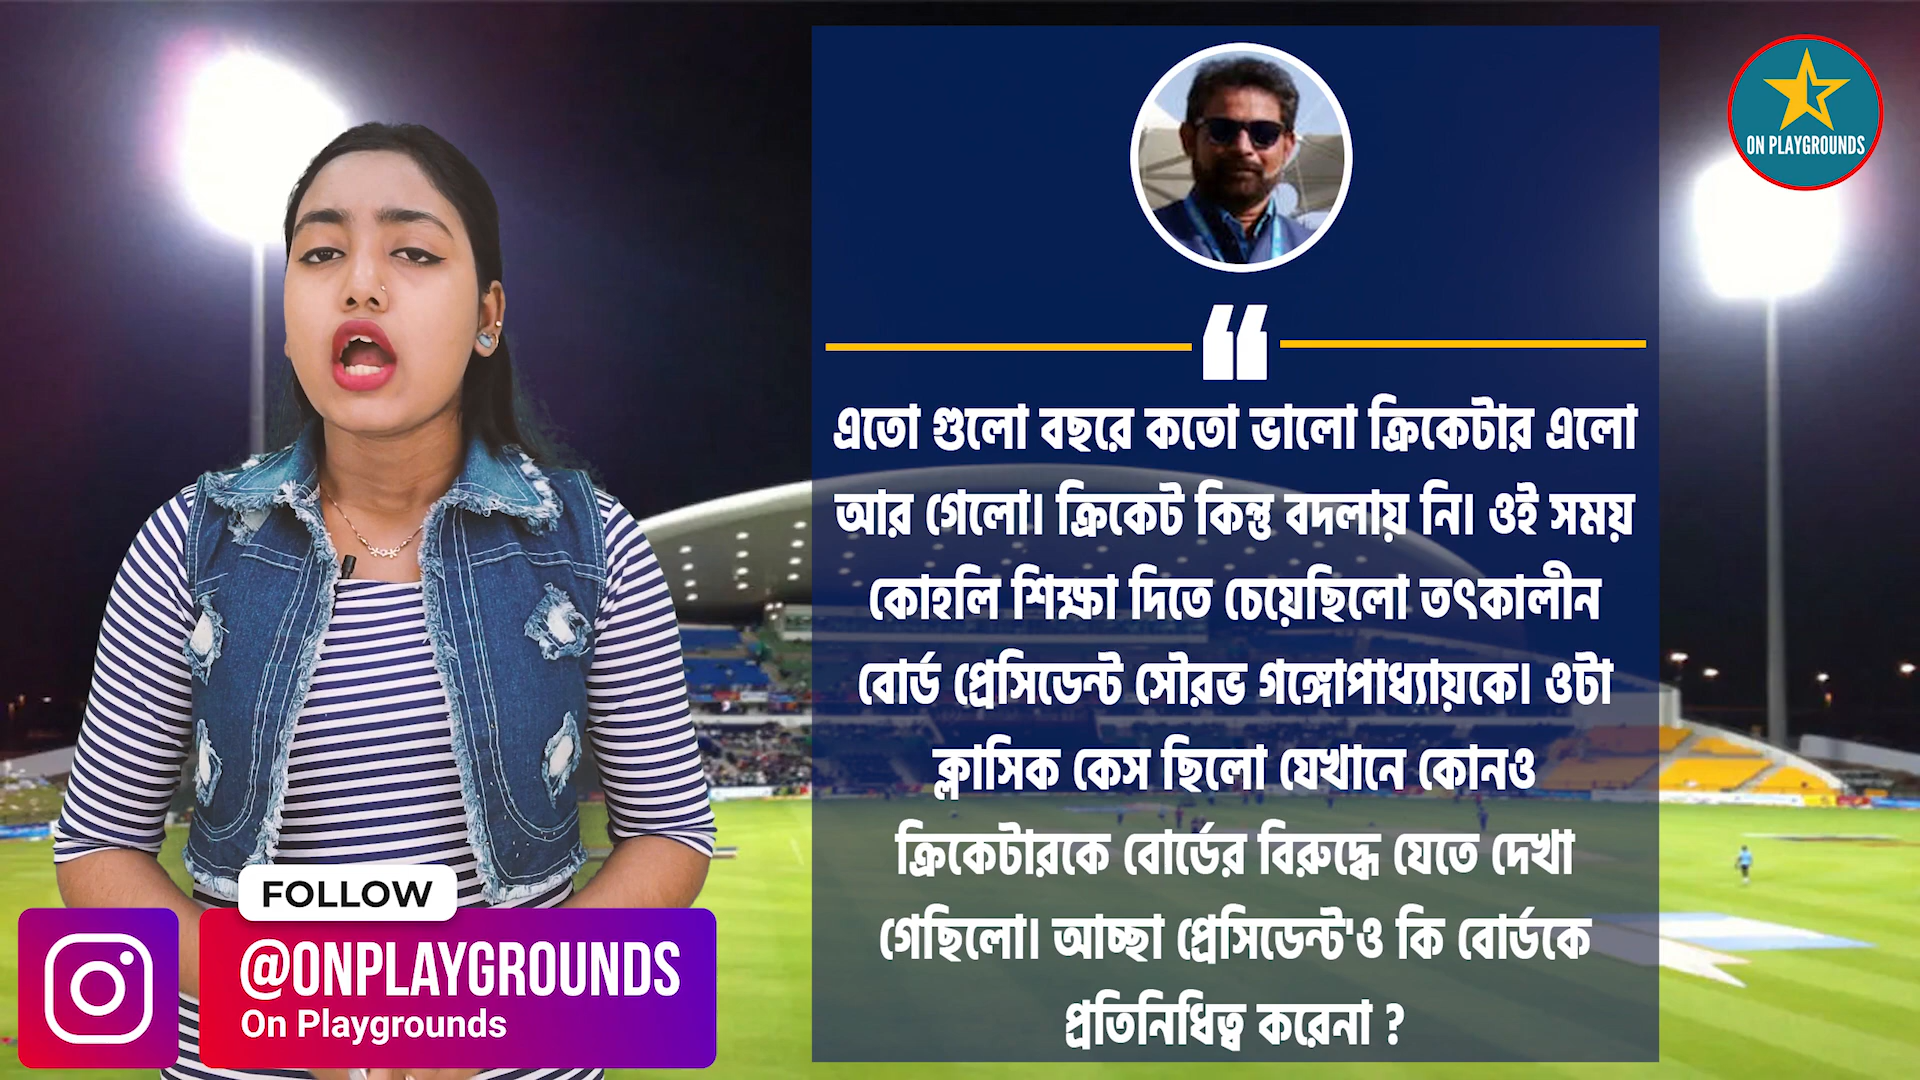 ON PLAYGROUNDS
❝
এতো গুলো বছরে কতো ভালো ক্রিকেটার এলো
আর গেলো। ক্রিকেট কিন্তু বদলায় নি। ওই সময়
কোহলি শিক্ষা দিতে চেয়েছিলো তৎকালীন
বোর্ড প্রেসিডেন্ট সৌরভ গঙ্গোপাধ্যায়কে। ওটা
ক্লাসিক কেস ছিলো যেখানে কোনও
ক্রিকেটারকে বোর্ডের বিরুদ্ধে যেতে দেখা
গেছিলো। আচ্ছা প্রেসিডেন্ট'ও কি বোর্ডকে
প্রতিনিধিত্ব করেনা ?
FOLLOW
@ONPLAYGROUNDS
On Playgrounds